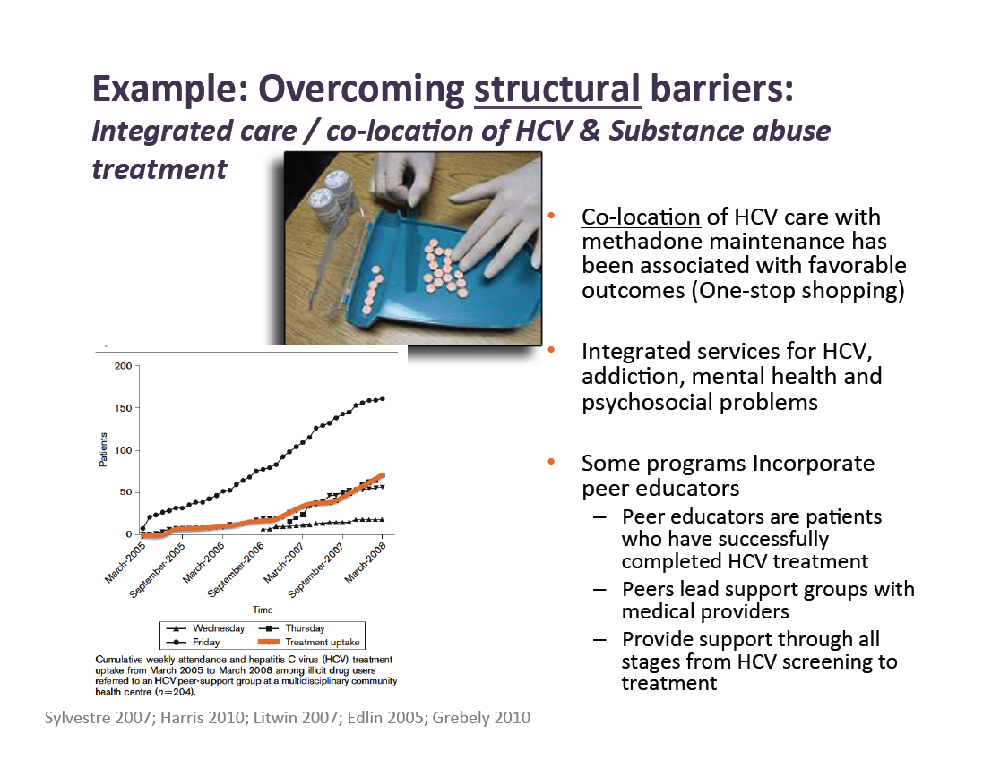 Example: Overcoming structural barriers:
Integrated care / co-location of HCV & Substance abuse
treatment
• Co-location of HCV care with
methadone maintenance has
been associated with favorable
outcomes (One-stop shopping)
• Integrated services for HCV,
addiction, mental health and
psychosocial problems
• Some programs Incorporate
peer educators
– Peer educators are patients
who have successfully
completed HCV treatment
– Peers lead support groups with
medical providers
– Provide support through all
stages from HCV screening to
treatment
200
150
100
50
0
Patients
March-2005
September-2005
March-2006
September-2006
March-2007
September-2007
March-2008
Time
Wednesday
Thursday
Friday
Treatment uptake
Cumulative weekly attendance and hepatitis C virus (HCV) treatment
uptake from March 2005 to March 2008 among illicit drug users
referred to an HCV peer-support group at a multidisciplinary community
health centre (n=204).
Sylvestre 2007; Harris 2010; Litwin 2007; Edlin 2005; Grebely 2010